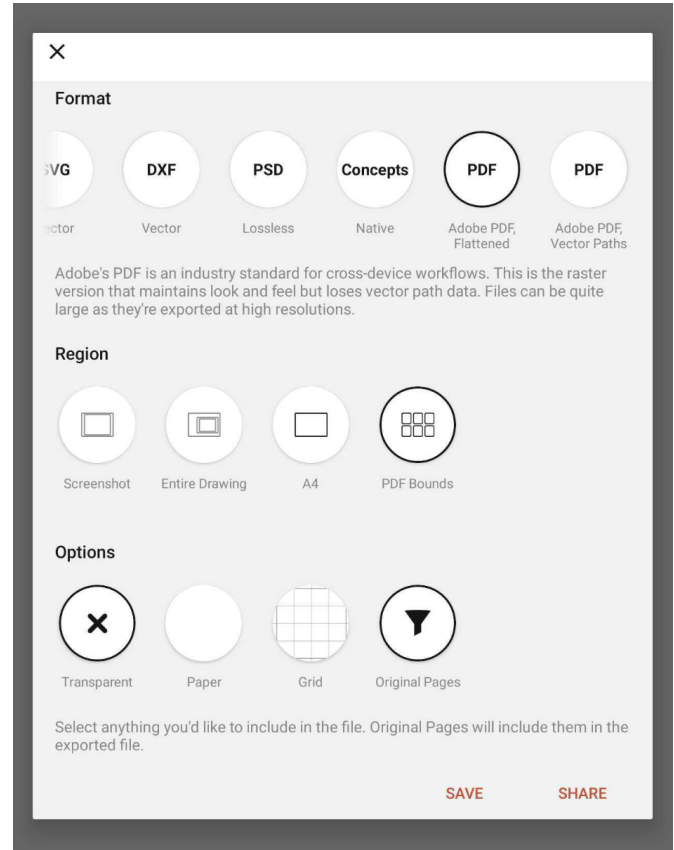 Format
SVG DXF PSD Concepts PDF PDF
Vector Lossless Native Adobe PDF, Adobe PDF,
Flattened Vector Paths
Adobe's PDF is an industry standard for cross-device workflows. This is the raster
version that maintains look and feel but loses vector path data. Files can be quite
large as they're exported at high resolutions.
Region
Screenshot Entire Drawing A4 PDF Bounds
Options
Transparent Paper Grid Original Pages
Select anything you'd like to include in the file. Original Pages will include them in the
exported file.
SAVE SHARE